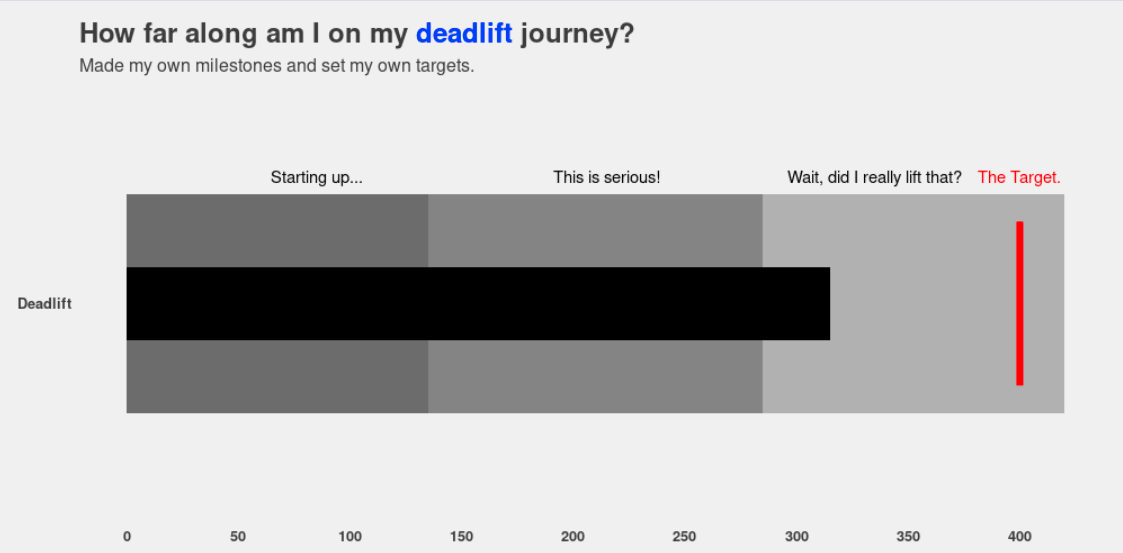 How far along am I on my deadlift journey?
Made my own milestones and set my own targets.
Starting up... This is serious! Wait, did I really lift that? The Target.
Deadlift
0 50 100 150 200 250 300 350 400